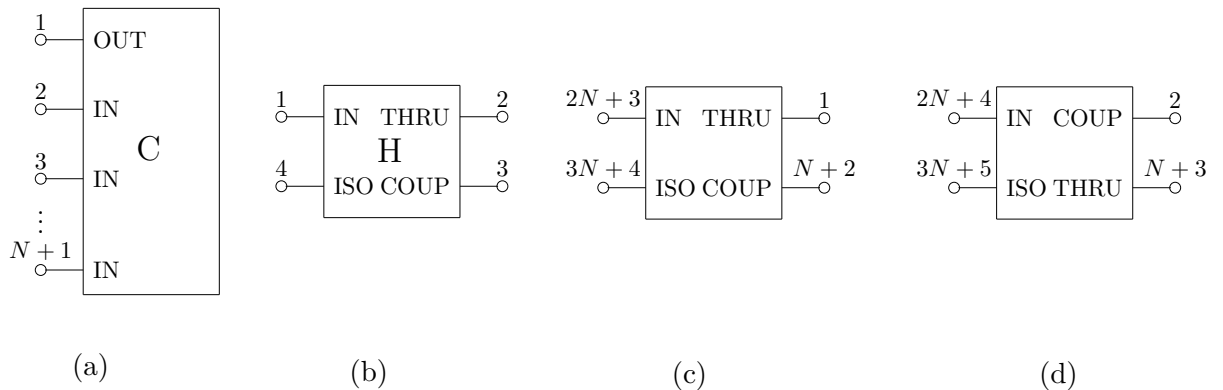 1
OUT
2
IN
3
IN
⋮
N + 1
IN
C
(a)
1
IN THRU
2
H
4
ISO COUP
3
(b)
2N + 3
IN THRU
1
3N + 4
ISO COUP
N + 2
(c)
2N + 4
IN COUP
2
3N + 5
ISO THRU
N + 3
(d)